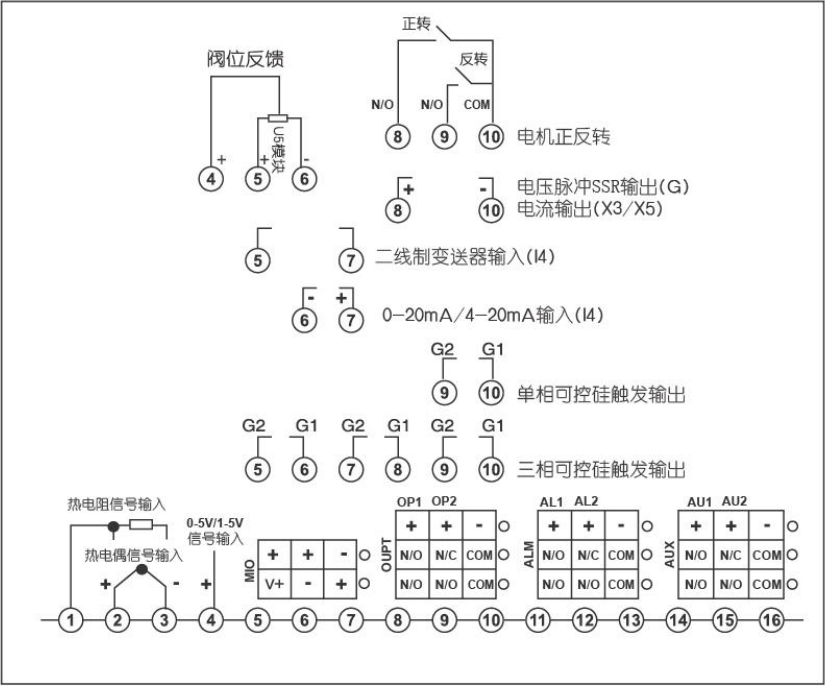 正转
阀位反馈
反转
N/O N/O COM
U5模块
8 9 10 电机正反转
+ + -
4 5 6
+ - 电压脉冲SSR输出(G)
8 10 电流输出(X3/X5)
5 7 二线制变送器输入(I4)
- +
6 7 0-20mA/4-20mA输入(I4)
G2 G1
9 10 单相可控硅触发输出
G2 G1 G2 G1 G2 G1
5 6 7 8 9 10 三相可控硅触发输出
热电阻信号输入
0-5V/1-5V
信号输入
热电偶信号输入
+ - +
MIO
+ + -
V+ - +
OUPT
OP1 OP2
+ + -
N/O N/C COM
N/O N/O COM
ALM
AL1 AL2
+ + -
N/O N/C COM
N/O N/O COM
AUX
AU1 AU2
+ + -
N/O N/C COM
N/O N/O COM
1 2 3 4 5 6 7 8 9 10 11 12 13 14 15 16